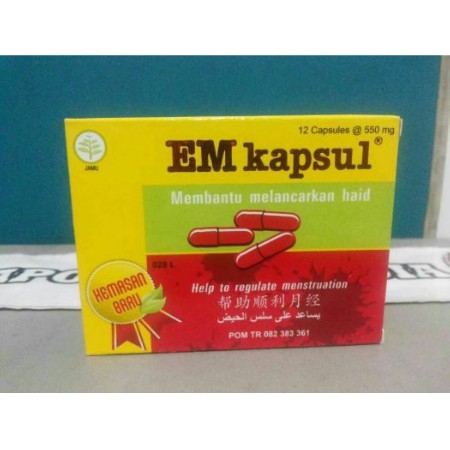 12 Capsules @ 550 mg
JAMU
EM kapsul®
Membantu melancarkan haid
028 L
KEMASAN
BARU
Help to regulate menstruation
帮助顺利月经
يساعد على سلس الحيض
POM TR 082 383 361